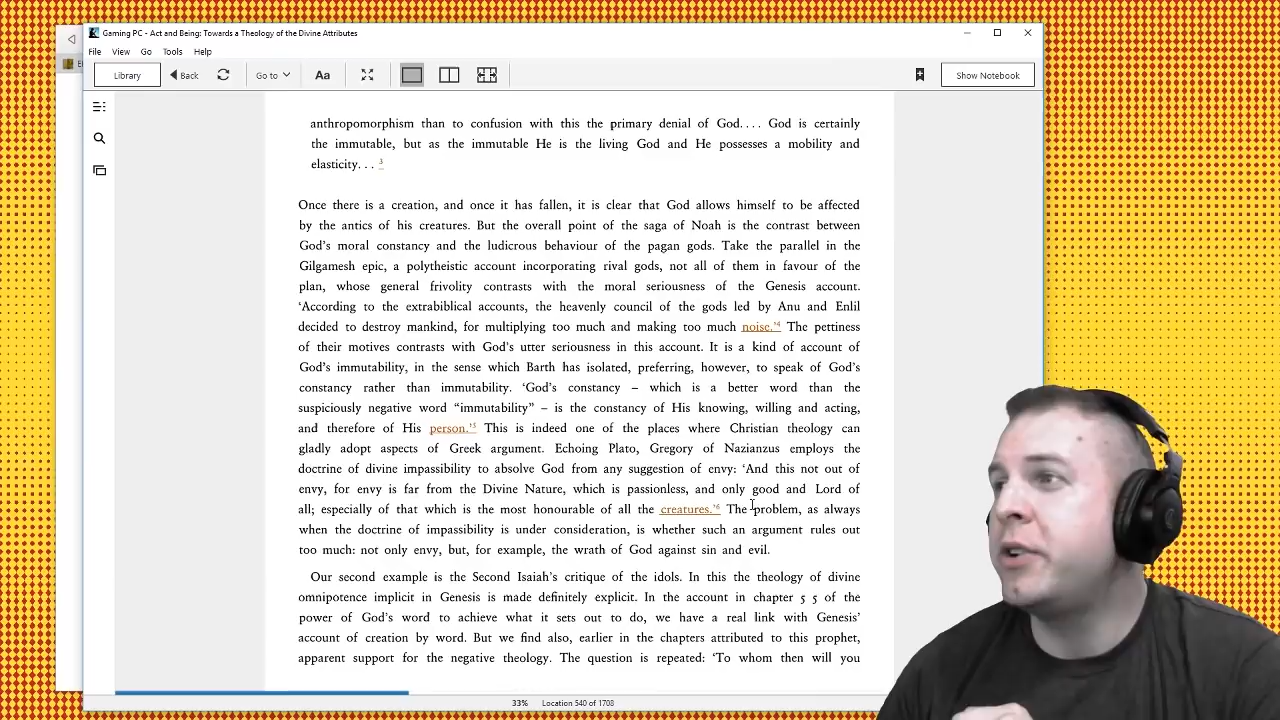 Gaming PC - Act and Being: Towards a Theology of the Divine Attributes
File View Go Tools Help
Library Back Go to Aa Show Notebook
anthropomorphism than to confusion with this the primary denial of God.... God is certainly
the immutable, but as the immutable He is the living God and He possesses a mobility and
elasticity. . . 3
Once there is a creation, and once it has fallen, it is clear that God allows himself to be affected
by the antics of his creatures. But the overall point of the saga of Noah is the contrast between
God's moral constancy and the ludicrous behaviour of the pagan gods. Take the parallel in the
Gilgamesh epic, a polytheistic account incorporating rival gods, not all of them in favour of the
plan, whose general frivolity contrasts with the moral seriousness of the Genesis account.
‘According to the extrabiblical accounts, the heavenly council of the gods led by Anu and Enlil
decided to destroy mankind, for multiplying too much and making too much noise.’4 The pettiness
of their motives contrasts with God's utter seriousness in this account. It is a kind of account of
God's immutability, in the sense which Barth has isolated, preferring, however, to speak of God's
constancy rather than immutability. ‘God's constancy – which is a better word than the
suspiciously negative word “immutability” – is the constancy of His knowing, willing and acting,
and therefore of His person.’5 This is indeed one of the places where Christian theology can
gladly adopt aspects of Greek argument. Echoing Plato, Gregory of Nazianzus employs the
doctrine of divine impassibility to absolve God from any suggestion of envy: ‘And this not out of
envy, for envy is far from the Divine Nature, which is passionless, and only good and Lord of
all; especially of that which is the most honourable of all the creatures.’6 The problem, as always
when the doctrine of impassibility is under consideration, is whether such an argument rules out
too much: not only envy, but, for example, the wrath of God against sin and evil.
Our second example is the Second Isaiah's critique of the idols. In this the theology of divine
omnipotence implicit in Genesis is made definitely explicit. In the account in chapter 5 5 of the
power of God's word to achieve what it sets out to do, we have a real link with Genesis'
account of creation by word. But we find also, earlier in the chapters attributed to this prophet,
apparent support for the negative theology. The question is repeated: ‘To whom then will you
33% Location 540 of 1708